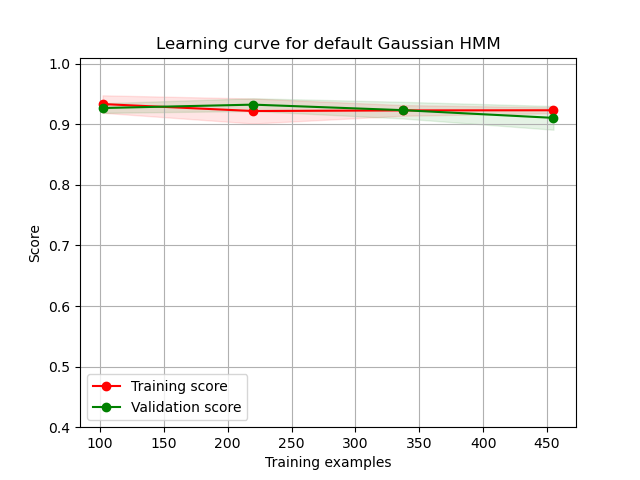 Learning curve for default Gaussian HMM
1.0
0.9
0.8
0.7
0.6
0.5
0.4
Score
Training score
Validation score
100 150 200 250 300 350 400 450
Training examples